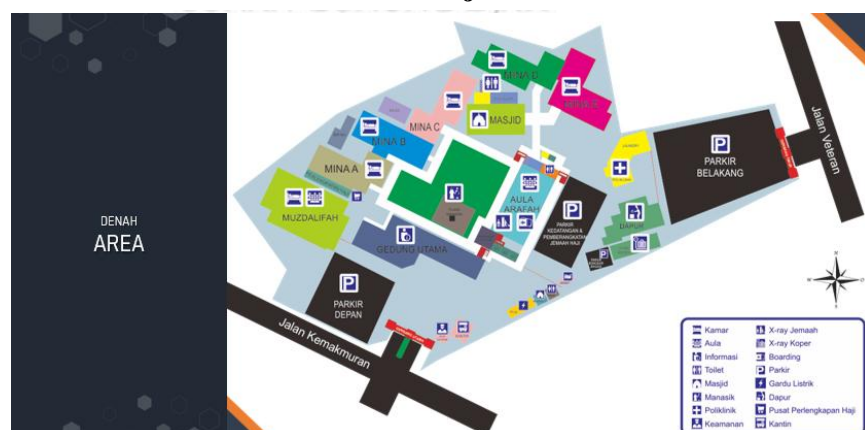 DENAH
AREA
MINA D
MINA E
MINA C
MASJID
MINA B
MINA A
MUZDALIFAH
AULA
ARAFAH
GEDUNG UTAMA
PARKIR
KEDATANGAN &
PEMBERANGKATAN
JEMAAH HAJI
PARKIR
BELAKANG
DAPUR
PARKIR
DEPAN
Jalan Veteran
Jalan Kemakmuran
Kamar
Aula
Informasi
Toilet
Masjid
Manasik
Poliklinik
Keamanan
X-ray Jemaah
X-ray Koper
Boarding
Parkir
Gardu Listrik
Dapur
Pusat Perlengkapan Haji
Kantin